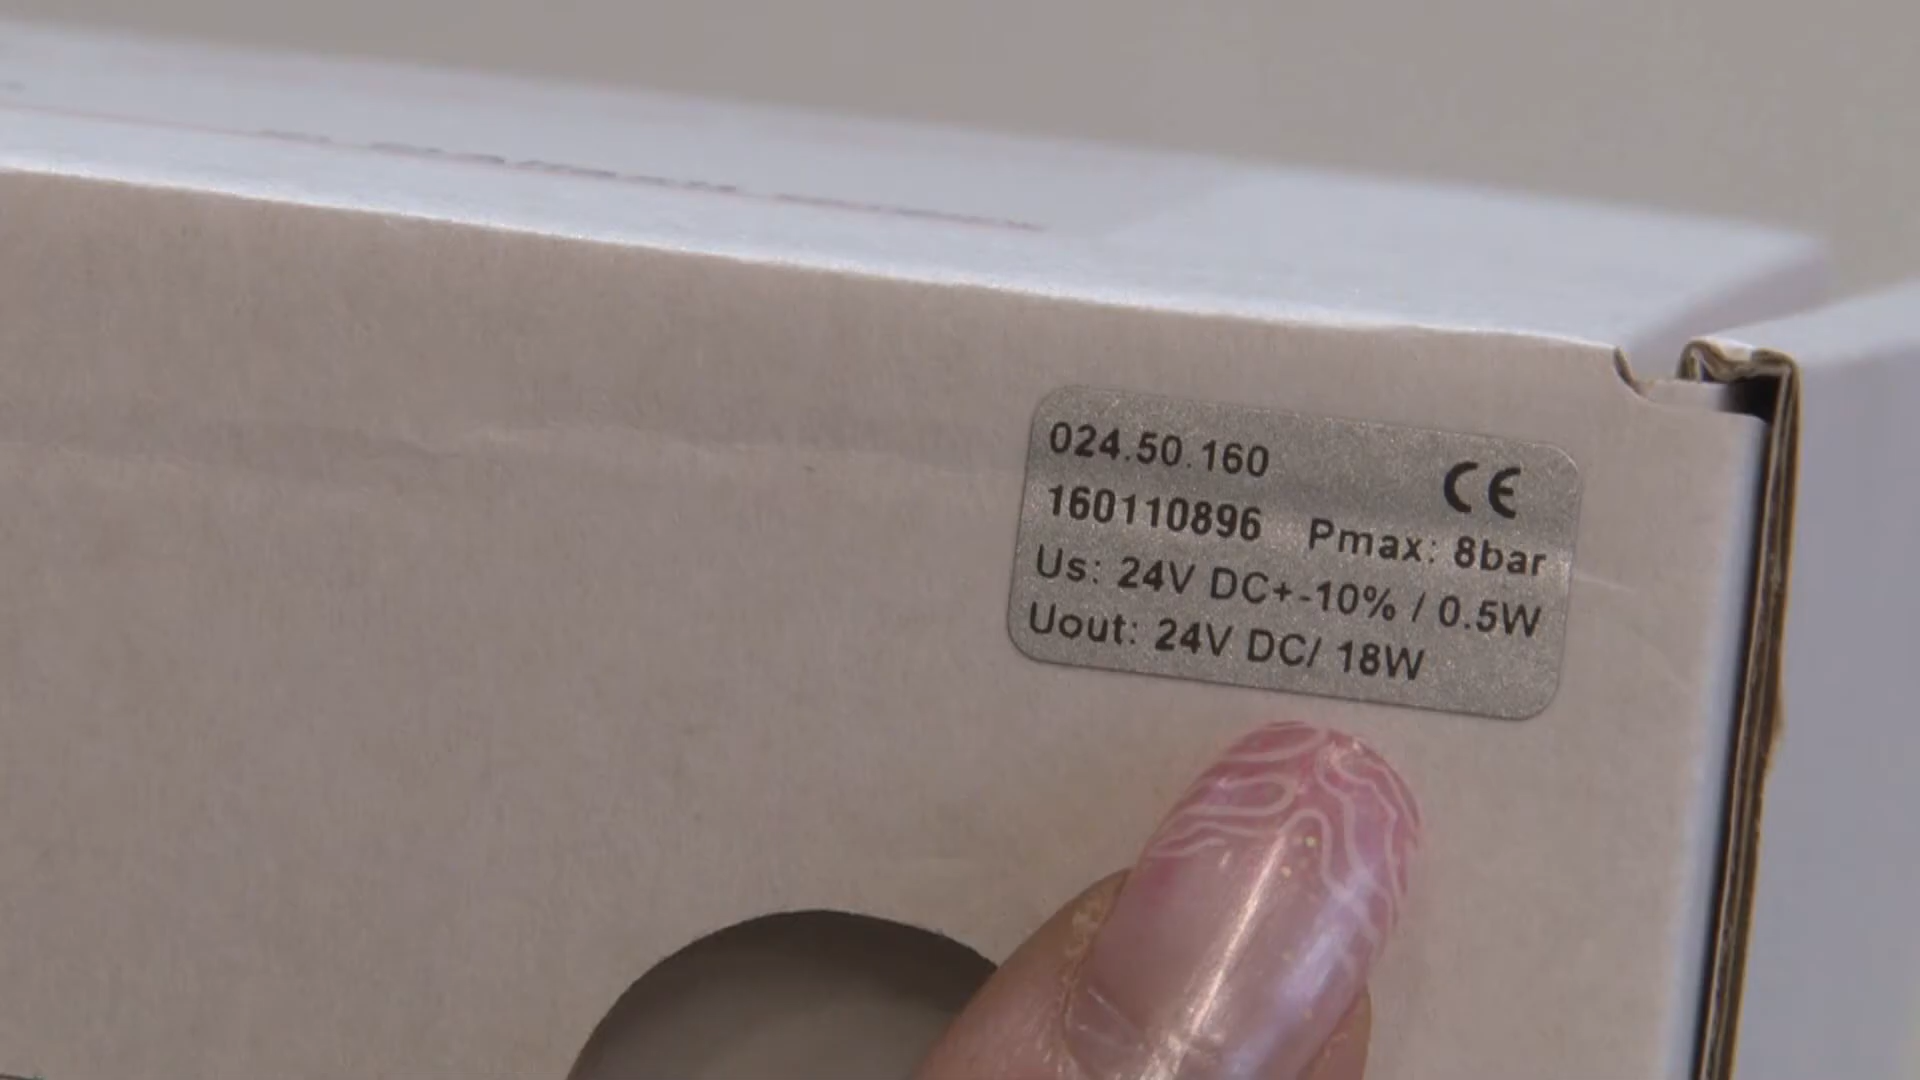 024.50.160 CE
160110896 Pmax: 8bar
Us: 24V DC+-10% / 0.5W
Uout: 24V DC/ 18W